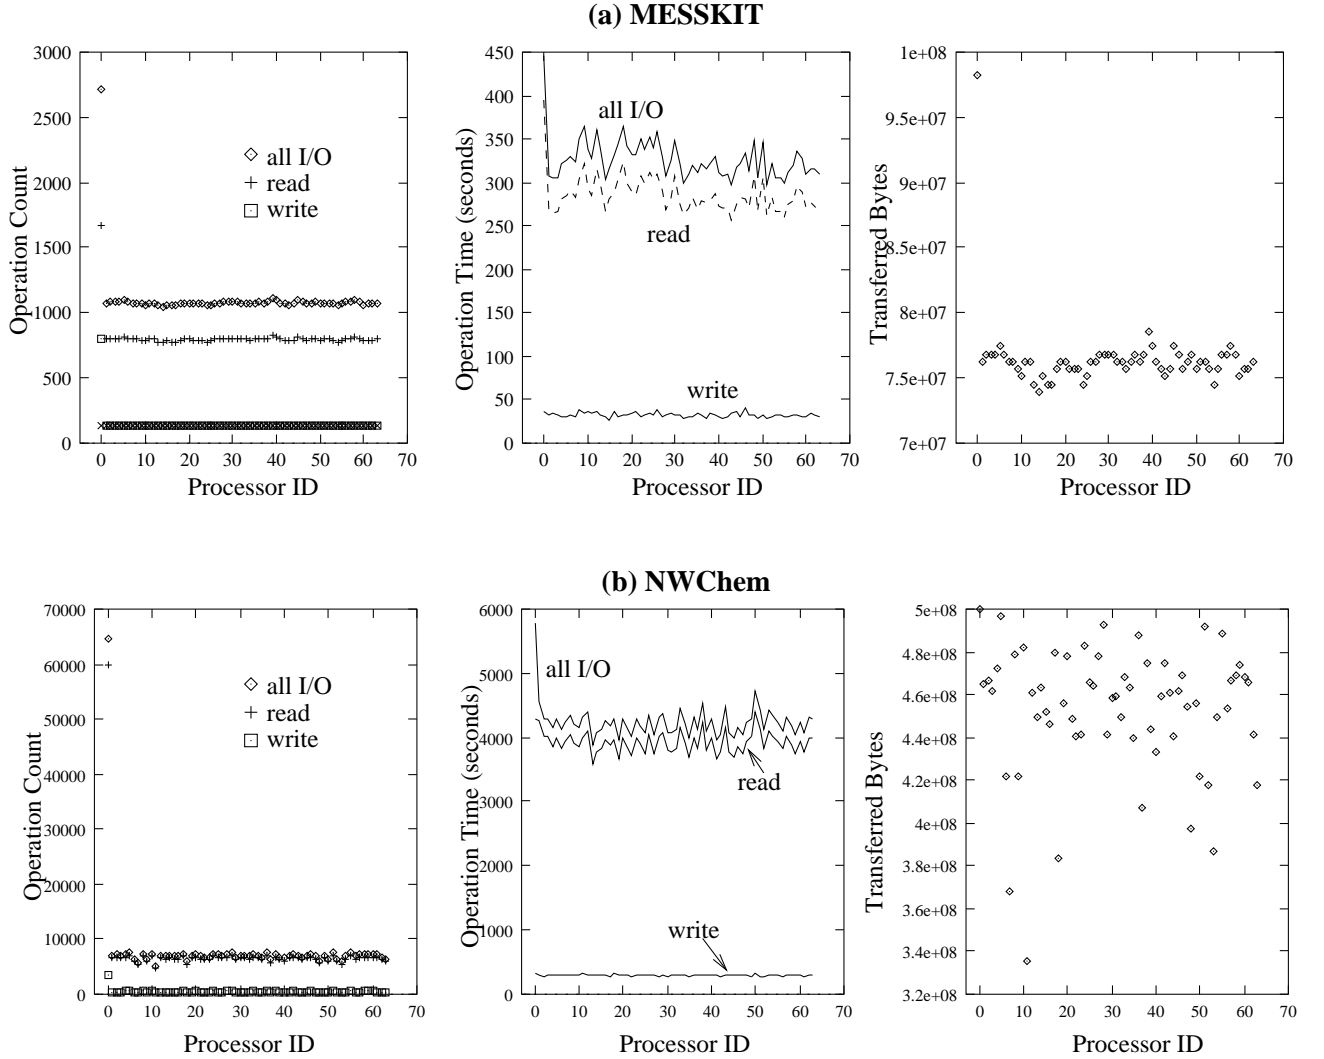 (a) MESSKIT
3000
2500
2000
1500
1000
500
0
Operation Count
all I/O
read
write
0 10 20 30 40 50 60 70
Processor ID
450
400
350
300
250
200
150
100
50
0
Operation Time (seconds)
all I/O
read
write
0 10 20 30 40 50 60 70
Processor ID
1e+08
9.5e+07
9e+07
8.5e+07
8e+07
7.5e+07
7e+07
Transferred Bytes
0 10 20 30 40 50 60 70
Processor ID
(b) NWChem
70000
60000
50000
40000
30000
20000
10000
0
Operation Count
all I/O
read
write
0 10 20 30 40 50 60 70
Processor ID
6000
5000
4000
3000
2000
1000
0
Operation Time (seconds)
all I/O
read
write
0 10 20 30 40 50 60 70
Processor ID
5e+08
4.8e+08
4.6e+08
4.4e+08
4.2e+08
4e+08
3.8e+08
3.6e+08
3.4e+08
3.2e+08
Transferred Bytes
0 10 20 30 40 50 60 70
Processor ID